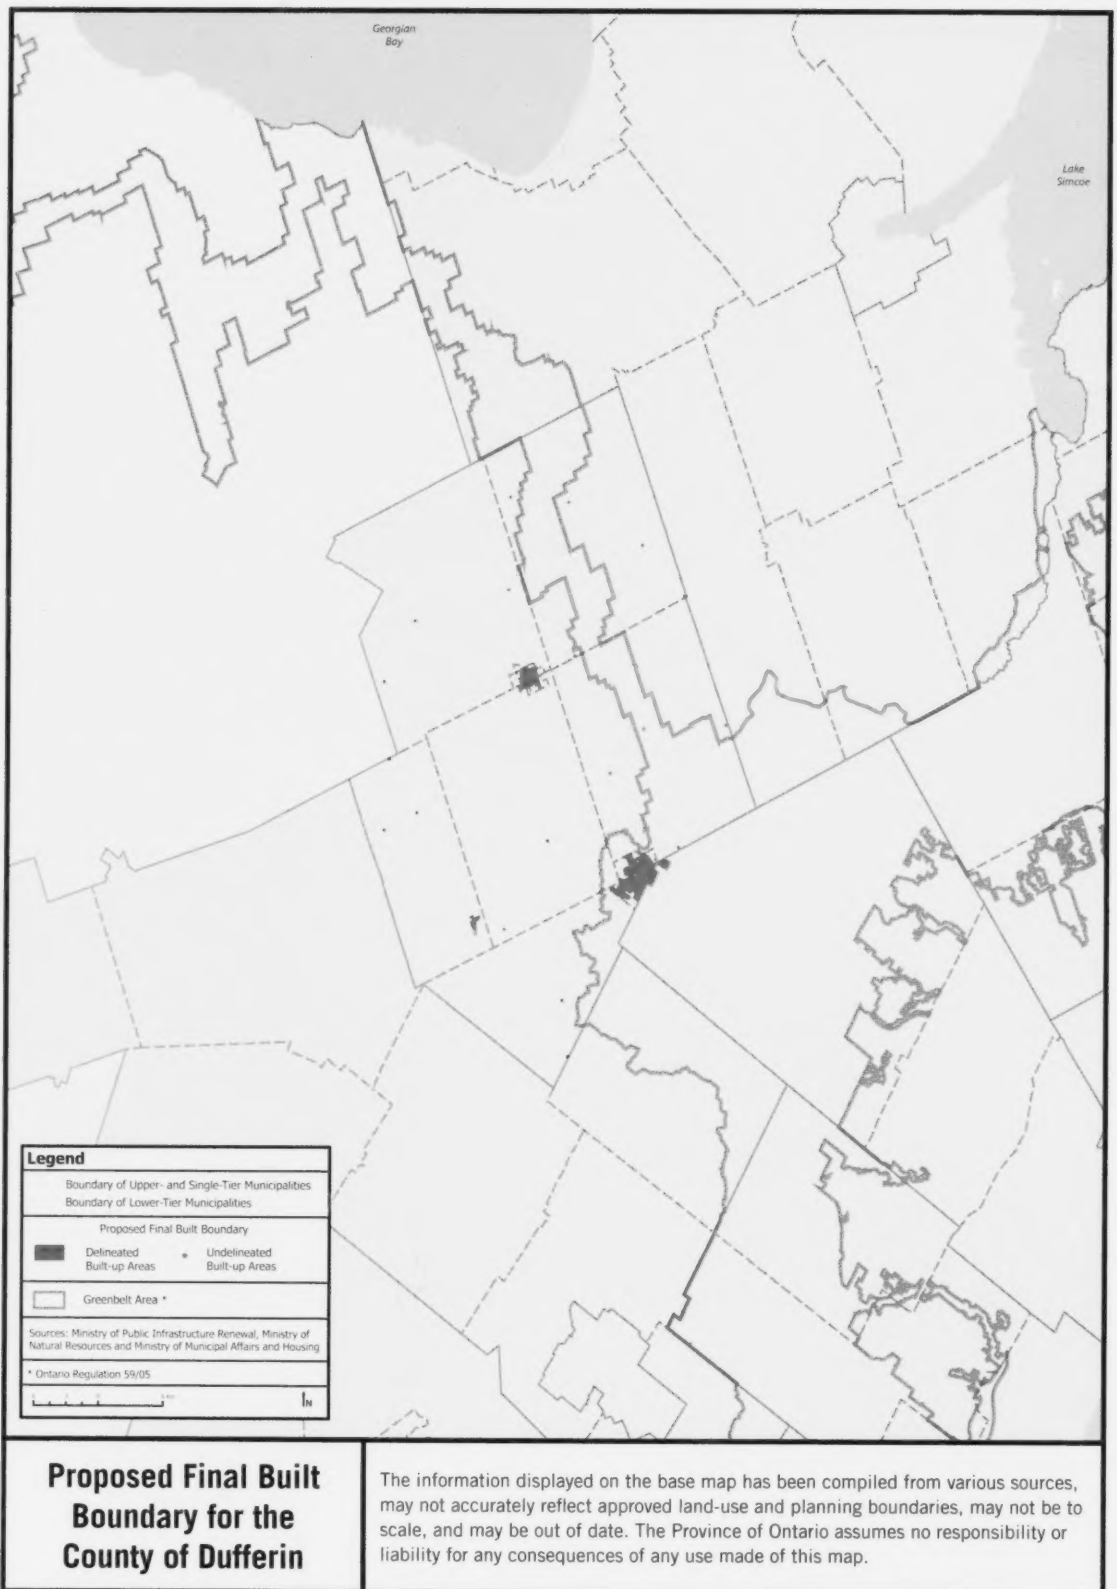 Georgian
Bay
Lake
Simcoe
Legend
Boundary of Upper- and Single-Tier Municipalities
Boundary of Lower-Tier Municipalities
Proposed Final Built Boundary
Delineated
Built-up Areas
Undelineated
Built-up Areas
Greenbelt Area *
Sources: Ministry of Public Infrastructure Renewal, Ministry of
Natural Resources and Ministry of Municipal Affairs and Housing
* Ontario Regulation 59/05
N
Proposed Final Built
Boundary for the
County of Dufferin
The information displayed on the base map has been compiled from various sources,
may not accurately reflect approved land-use and planning boundaries, may not be to
scale, and may be out of date. The Province of Ontario assumes no responsibility or
liability for any consequences of any use made of this map.